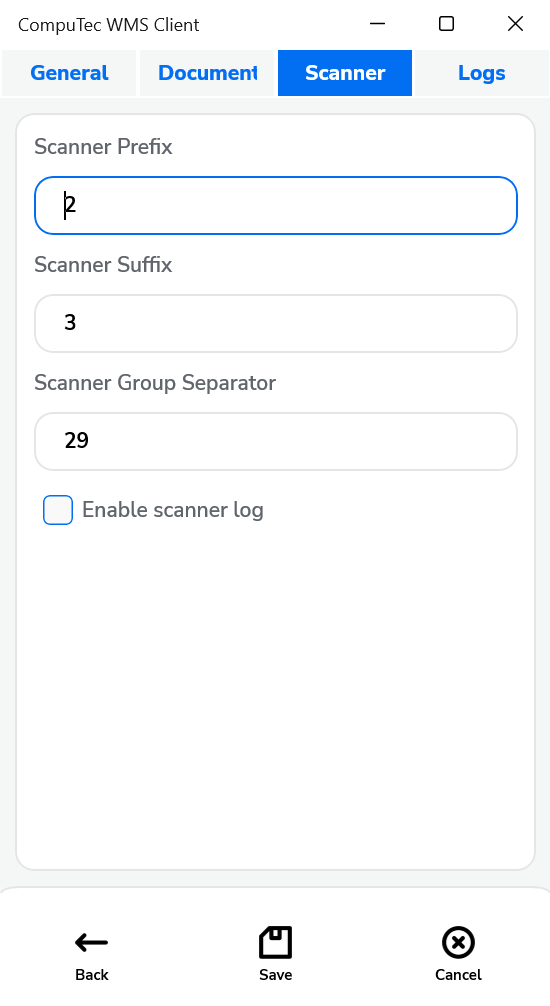 CompuTec WMS Client
General Document Scanner Logs
Scanner Prefix
2
Scanner Suffix
3
Scanner Group Separator
29
Enable scanner log
Back Save Cancel